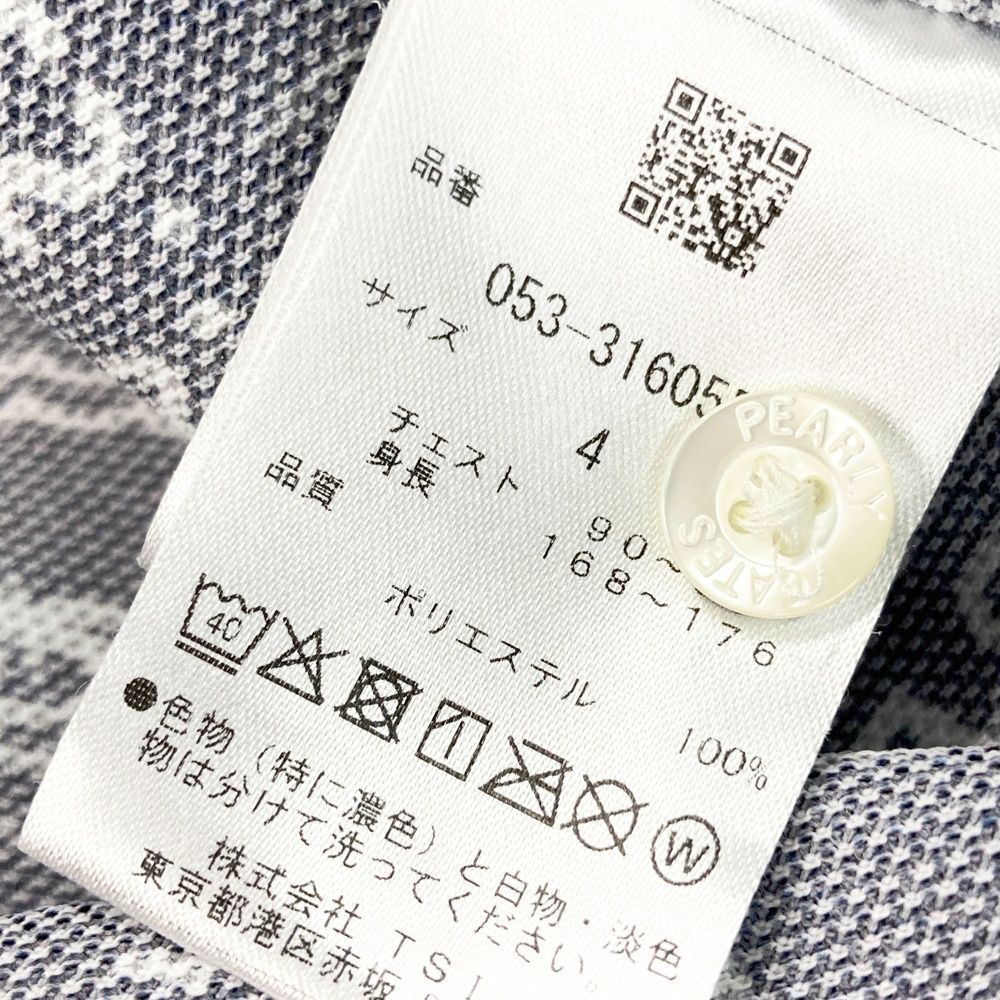 品番
053-31605
サイズ
4
チェスト
90~
身長
168~176
品質
ポリエステル
100%
40
W
●色物(特に濃色)と白物・淡色
物は分けて洗ってください。
株式会社 TSI
東京都港区赤坂
PEARLY
GATES